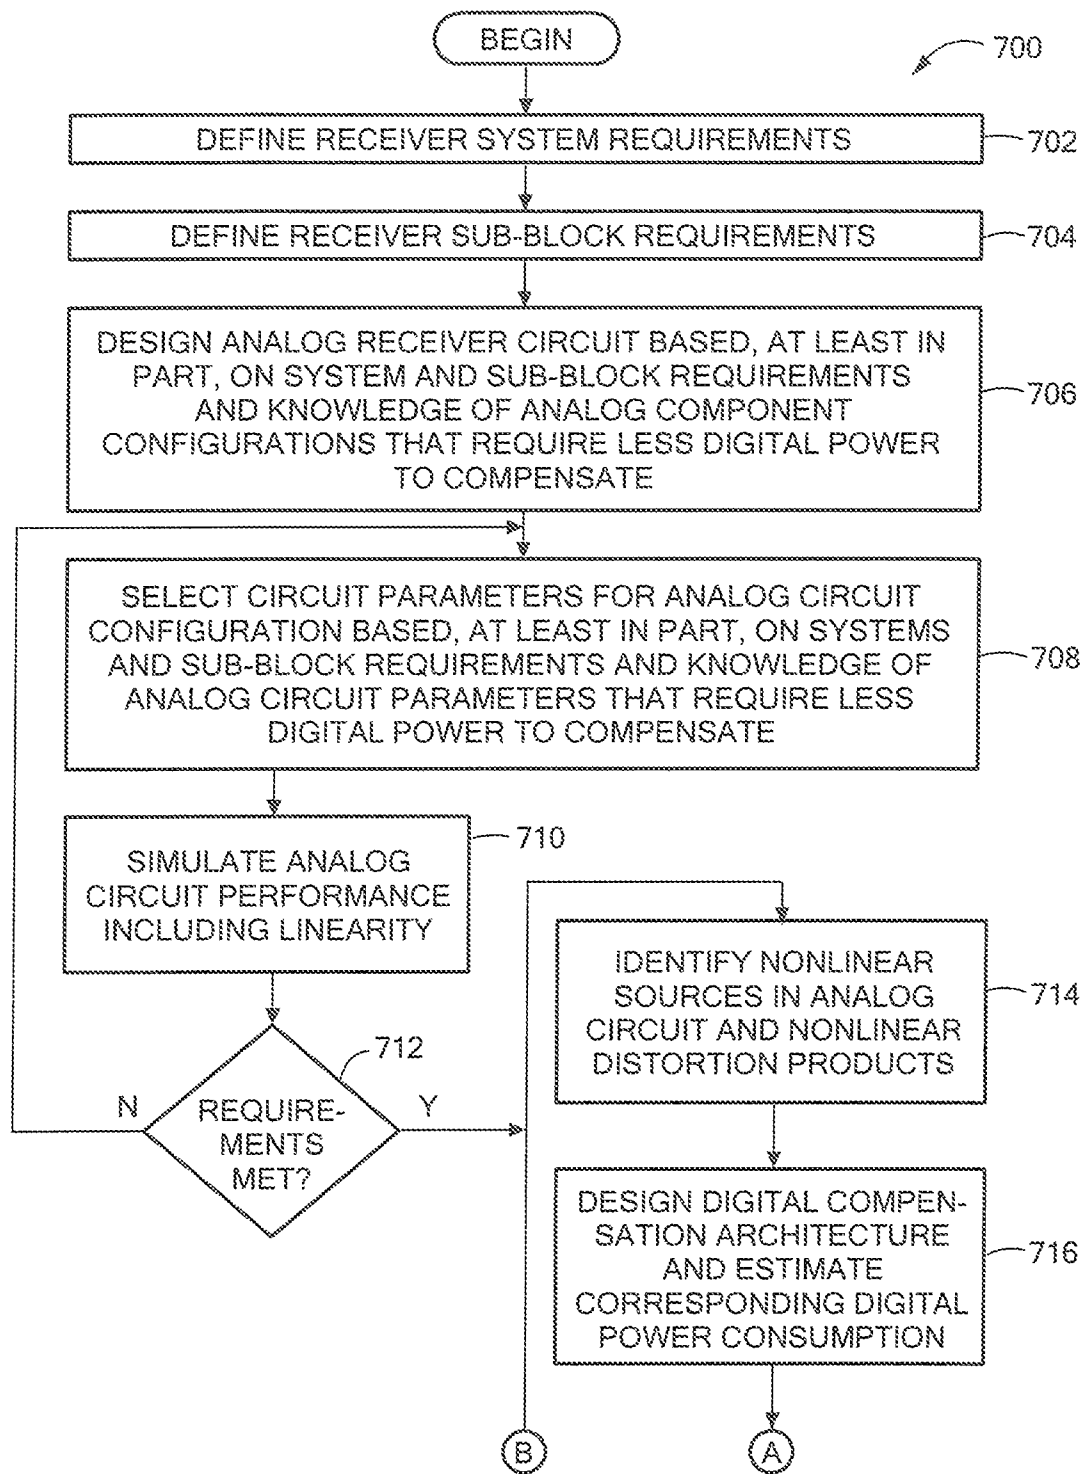 BEGIN
700
DEFINE RECEIVER SYSTEM REQUIREMENTS
702
DEFINE RECEIVER SUB-BLOCK REQUIREMENTS
704
DESIGN ANALOG RECEIVER CIRCUIT BASED, AT LEAST IN
PART, ON SYSTEM AND SUB-BLOCK REQUIREMENTS
AND KNOWLEDGE OF ANALOG COMPONENT
CONFIGURATIONS THAT REQUIRE LESS DIGITAL POWER
TO COMPENSATE
706
SELECT CIRCUIT PARAMETERS FOR ANALOG CIRCUIT
CONFIGURATION BASED, AT LEAST IN PART, ON SYSTEMS
AND SUB-BLOCK REQUIREMENTS AND KNOWLEDGE OF
ANALOG CIRCUIT PARAMETERS THAT REQUIRE LESS
DIGITAL POWER TO COMPENSATE
708
SIMULATE ANALOG
CIRCUIT PERFORMANCE
INCLUDING LINEARITY
710
REQUIRE-
MENTS
MET?
712
N
Y
IDENTIFY NONLINEAR
SOURCES IN ANALOG
CIRCUIT AND NONLINEAR
DISTORTION PRODUCTS
714
DESIGN DIGITAL COMPEN-
SATION ARCHITECTURE
AND ESTIMATE
CORRESPONDING DIGITAL
POWER CONSUMPTION
716
B
A